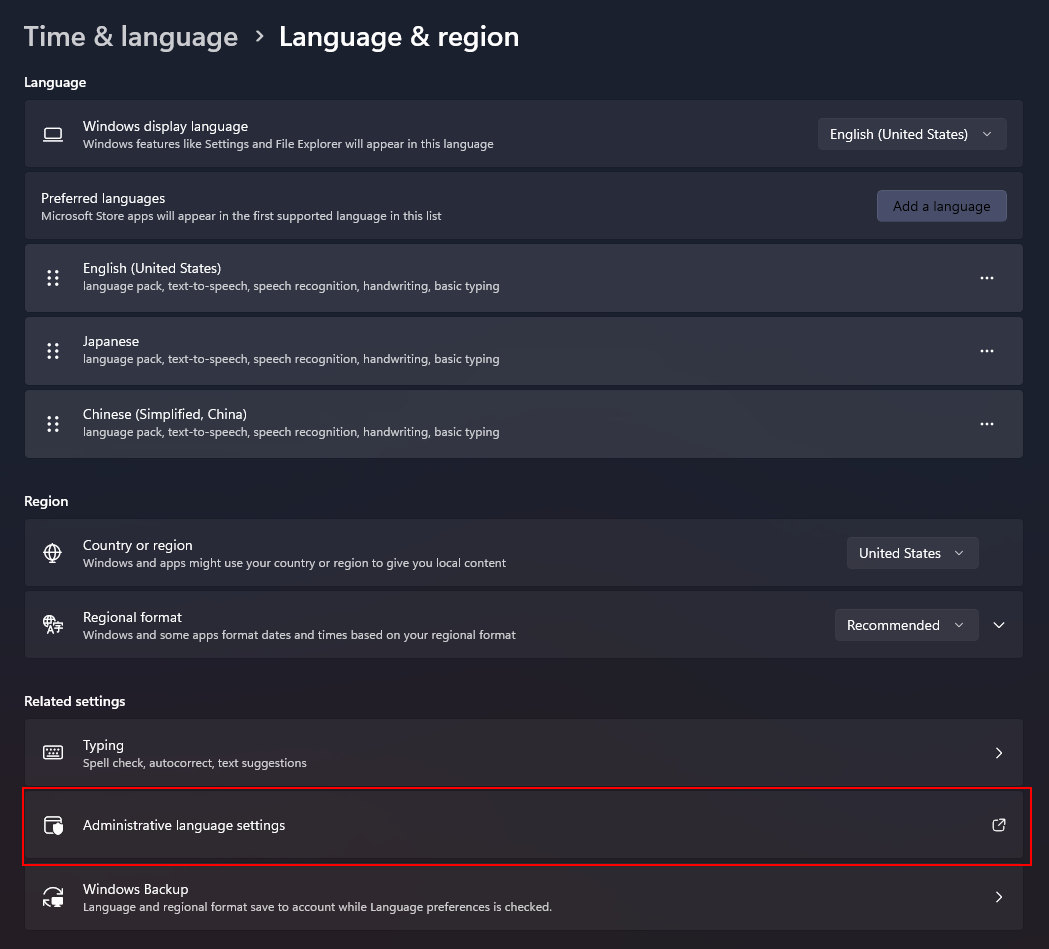 Time & language > Language & region
Language
Windows display language
Windows features like Settings and File Explorer will appear in this language
English (United States)
Preferred languages
Microsoft Store apps will appear in the first supported language in this list
Add a language
English (United States)
language pack, text-to-speech, speech recognition, handwriting, basic typing
Japanese
language pack, text-to-speech, speech recognition, handwriting, basic typing
Chinese (Simplified, China)
language pack, text-to-speech, speech recognition, handwriting, basic typing
Region
Country or region
Windows and apps might use your country or region to give you local content
United States
Regional format
Windows and some apps format dates and times based on your regional format
Recommended
Related settings
Typing
Spell check, autocorrect, text suggestions
Administrative language settings
Windows Backup
Language and regional format save to account while Language preferences is checked.